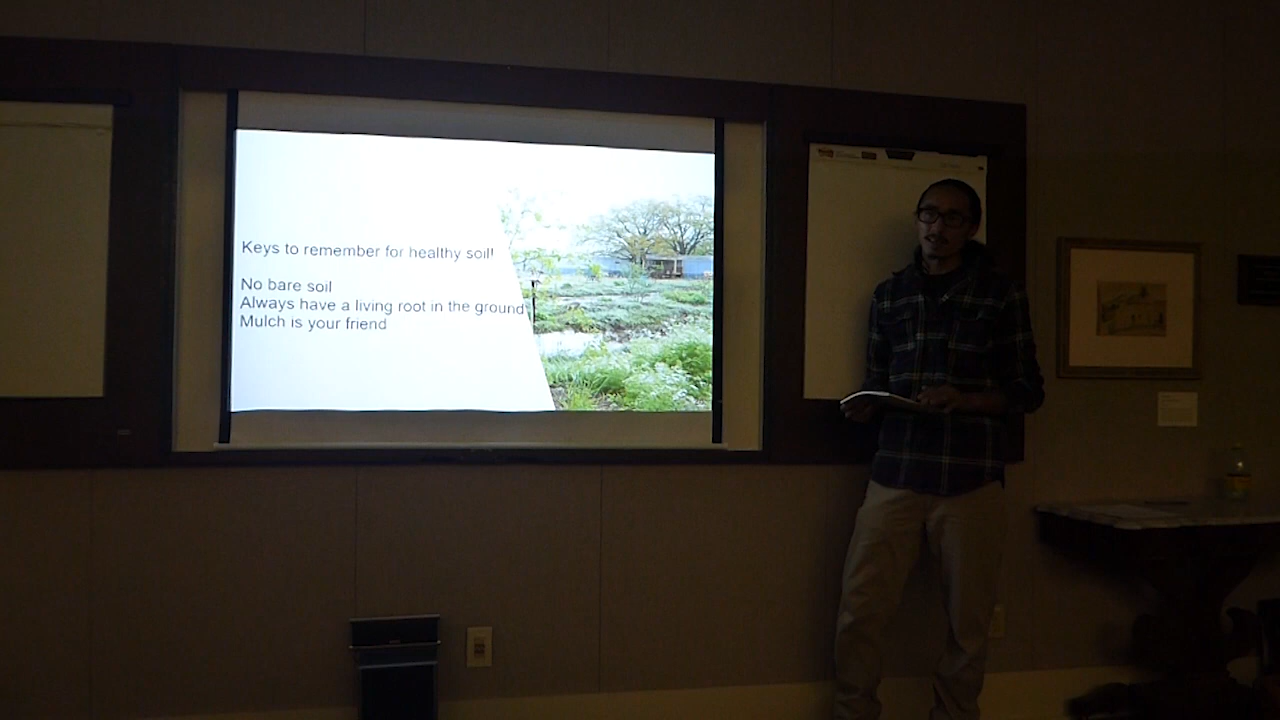 Keys to remember for healthy soil!
No bare soil
Always have a living root in the ground
Mulch is your friend